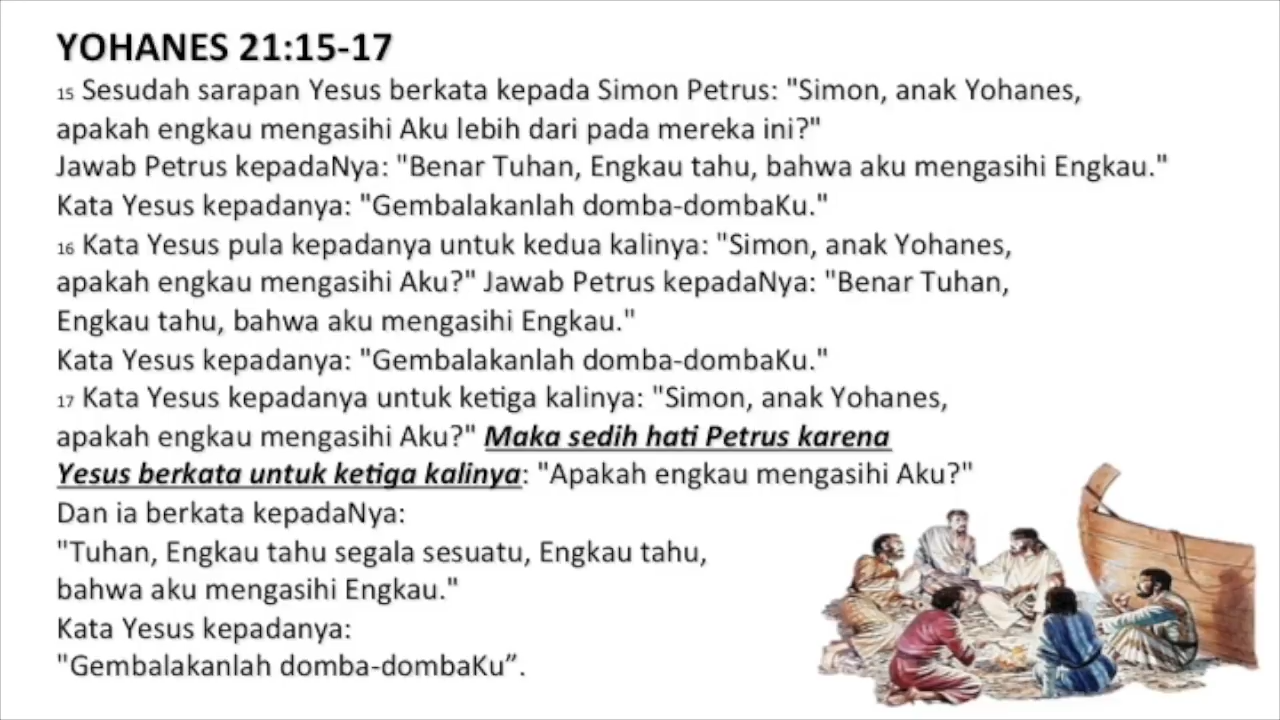 YOHANES 21:15-17
15 Sesudah sarapan Yesus berkata kepada Simon Petrus: "Simon, anak Yohanes,
apakah engkau mengasihi Aku lebih dari pada mereka ini?"
Jawab Petrus kepadaNya: "Benar Tuhan, Engkau tahu, bahwa aku mengasihi Engkau."
Kata Yesus kepadanya: "Gembalakanlah domba-dombaKu."
16 Kata Yesus pula kepadanya untuk kedua kalinya: "Simon, anak Yohanes,
apakah engkau mengasihi Aku?" Jawab Petrus kepadaNya: "Benar Tuhan,
Engkau tahu, bahwa aku mengasihi Engkau."
Kata Yesus kepadanya: "Gembalakanlah domba-dombaKu."
17 Kata Yesus kepadanya untuk ketiga kalinya: "Simon, anak Yohanes,
apakah engkau mengasihi Aku?" Maka sedih hati Petrus karena
Yesus berkata untuk ketiga kalinya: "Apakah engkau mengasihi Aku?"
Dan ia berkata kepadaNya:
"Tuhan, Engkau tahu segala sesuatu, Engkau tahu,
bahwa aku mengasihi Engkau."
Kata Yesus kepadanya:
"Gembalakanlah domba-dombaKu”.